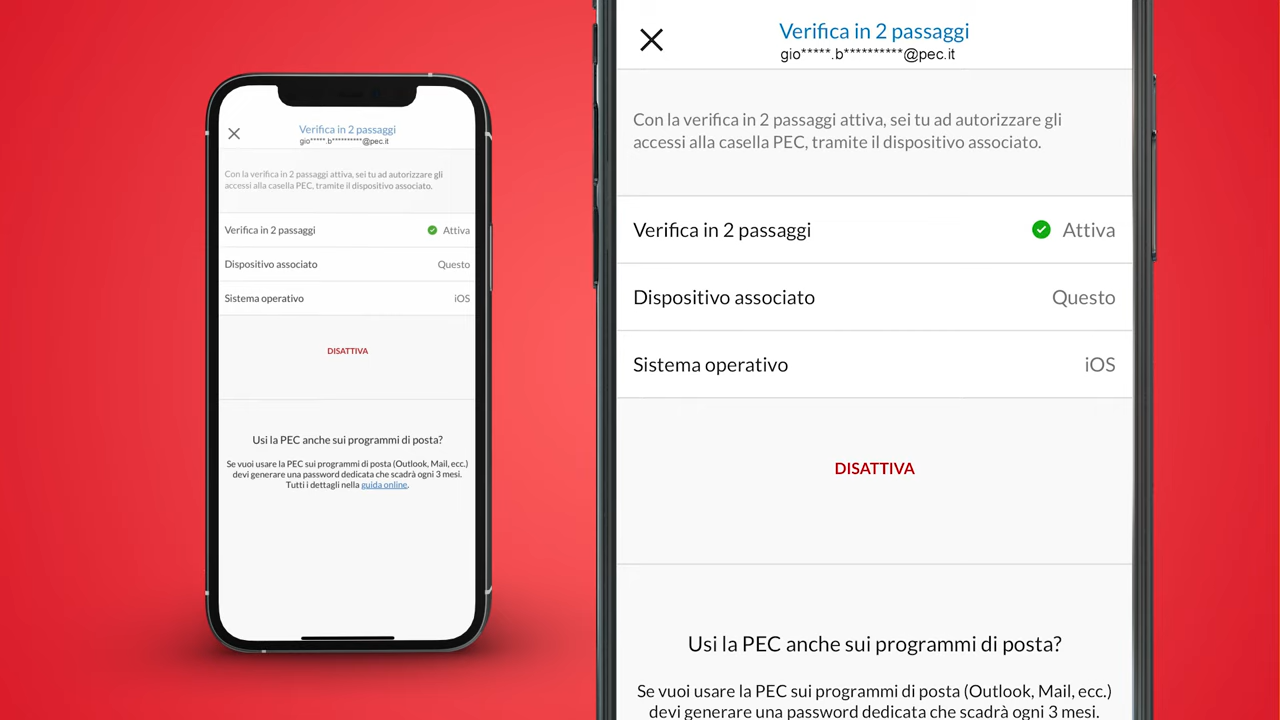 Verifica in 2 passaggi
gio*****.b**********@pec.it
Con la verifica in 2 passaggi attiva, sei tu ad autorizzare gli
accessi alla casella PEC, tramite il dispositivo associato.
Verifica in 2 passaggi Attiva
Dispositivo associato Questo
Sistema operativo iOS
DISATTIVA
Usi la PEC anche sui programmi di posta?
Se vuoi usare la PEC sui programmi di posta (Outlook, Mail, ecc.)
devi generare una password dedicata che scadrà ogni 3 mesi.
Tutti i dettagli nella guida online.
Verifica in 2 passaggi
gio*****.b**********@pec.it
Con la verifica in 2 passaggi attiva, sei tu ad autorizzare gli
accessi alla casella PEC, tramite il dispositivo associato.
Verifica in 2 passaggi Attiva
Dispositivo associato Questo
Sistema operativo iOS
DISATTIVA
Usi la PEC anche sui programmi di posta?
Se vuoi usare la PEC sui programmi di posta (Outlook, Mail, ecc.)
devi generare una password dedicata che scadrà ogni 3 mesi.